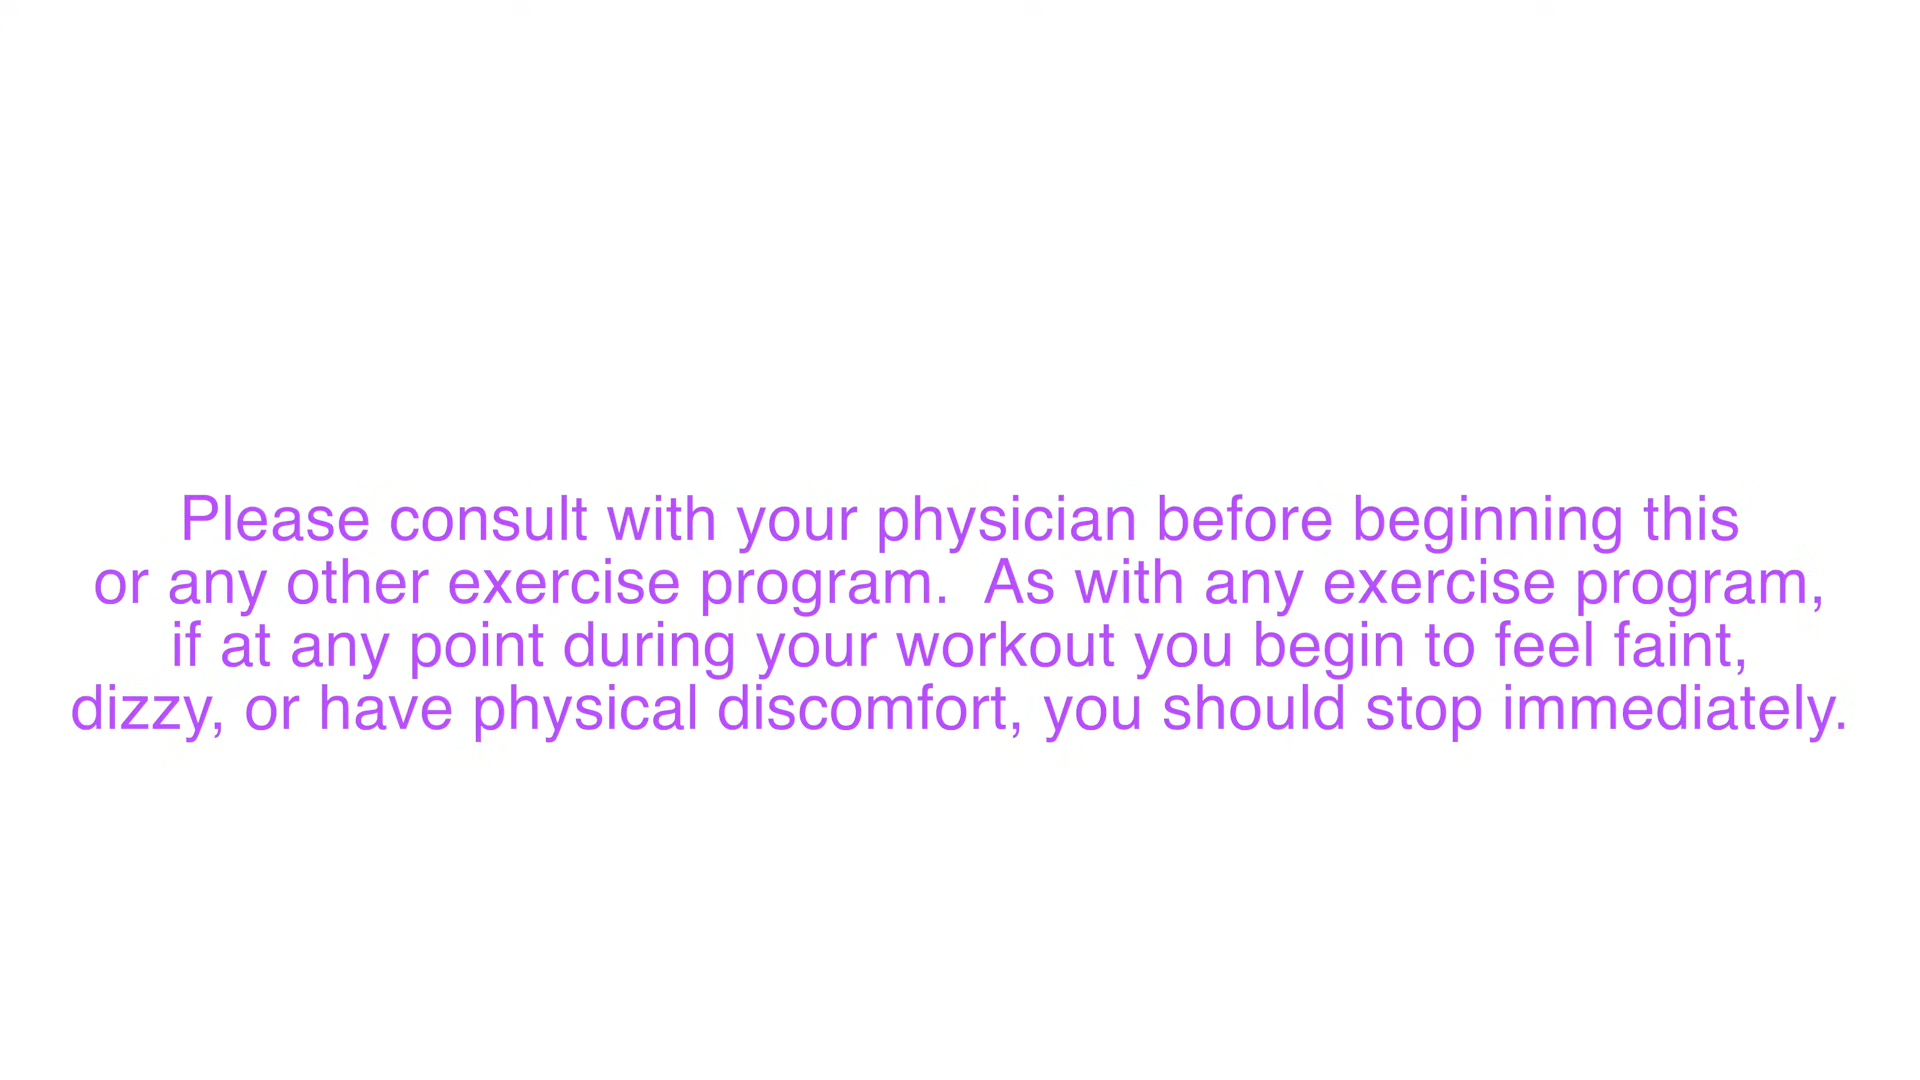 Please consult with your physician before beginning this
or any other exercise program.  As with any exercise program,
if at any point during your workout you begin to feel faint,
dizzy, or have physical discomfort, you should stop immediately.